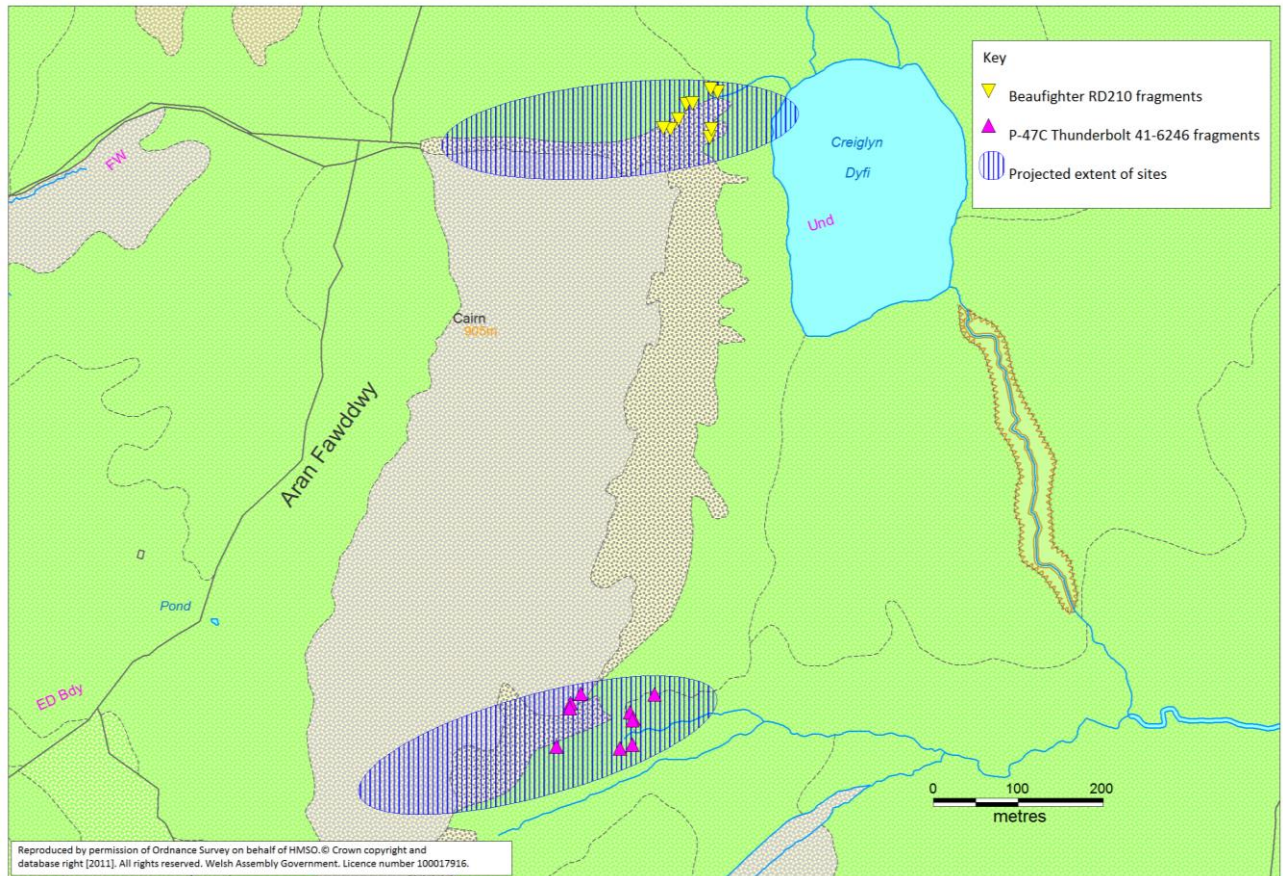 Key
Beaufighter RD210 fragments
P-47C Thunderbolt 41-6246 fragments
Projected extent of sites
FW
Creiglyn
Dyfi
Und
Cairn
905m
Aran Fawddwy
Pond
ED Bdy
0 100 200
metres
Reproduced by permission of Ordnance Survey on behalf of HMSO.© Crown copyright and
database right [2011]. All rights reserved. Welsh Assembly Government. Licence number 100017916.